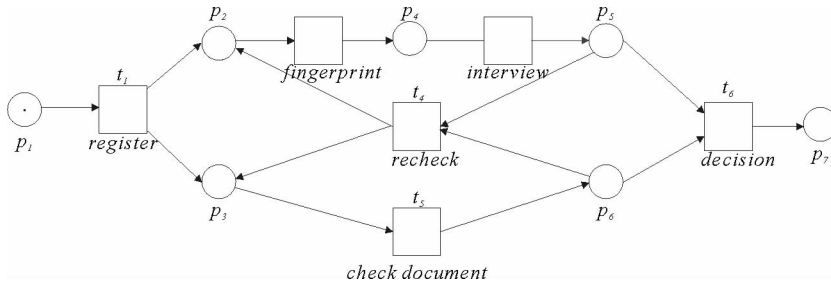 p₂
p₄
p₅
t₁
fingerprint
interview
t₄
t₆
p₁
register
recheck
decision
p₇
p₃
t₅
p₆
check document